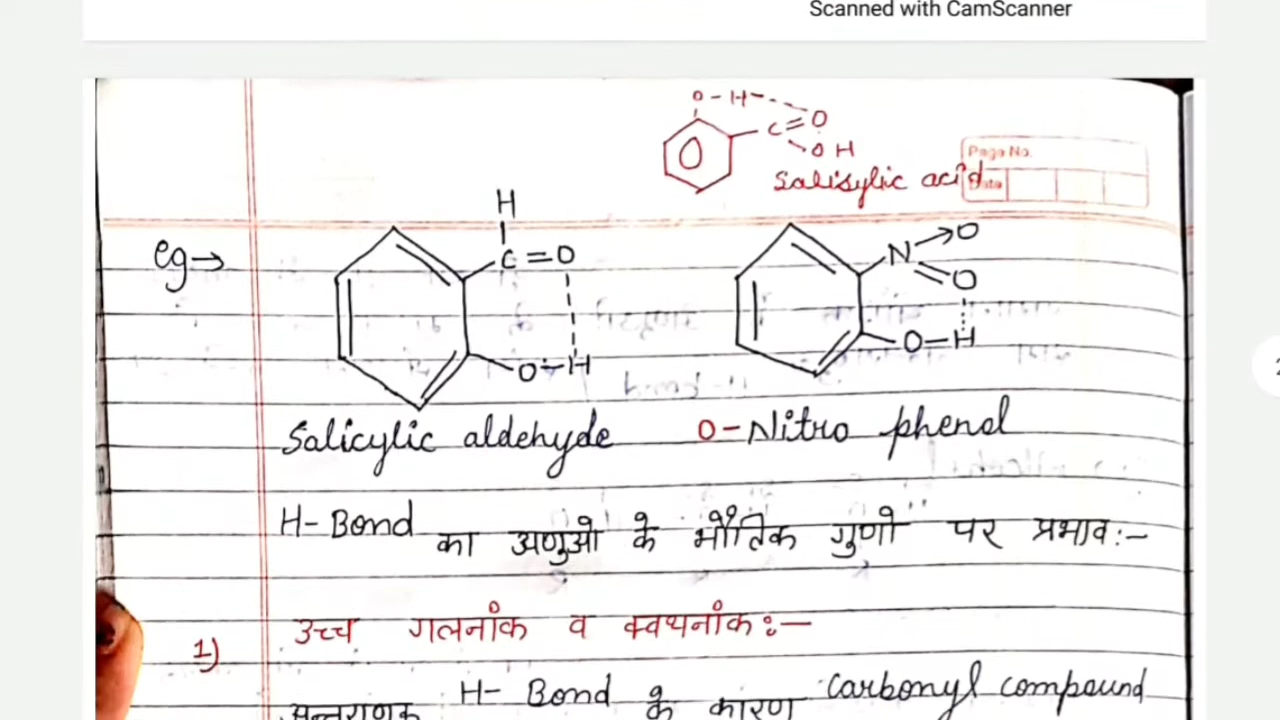 Scanned with CamScanner
O-H
C=O
OH
Page No.
Salisylic acid
Date
H
eg→
C=O
N→O
O
O-H
O-H
Salicylic aldehyde
O-Nitro phenol
H-Bond का अणुओ के भौतिक गुणो पर प्रभाव:-
1) उच्च गलनांक व क्वथनांक:-
H- Bond के कारण carbonyl compound